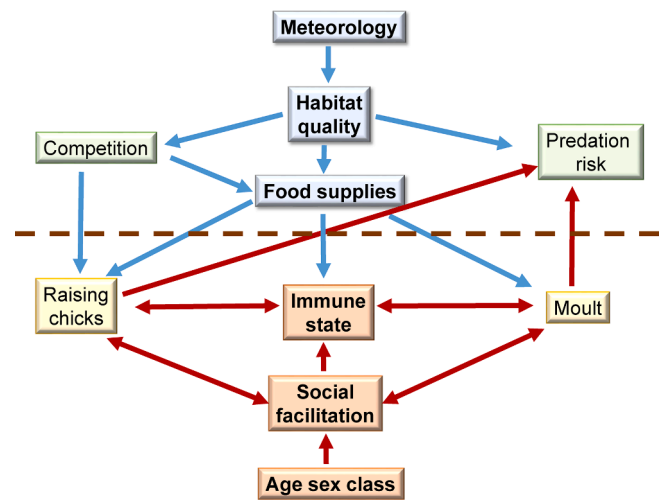 Meteorology
Habitat
quality
Competition
Predation
risk
Food supplies
Raising
chicks
Immune
state
Moult
Social
facilitation
Age sex class